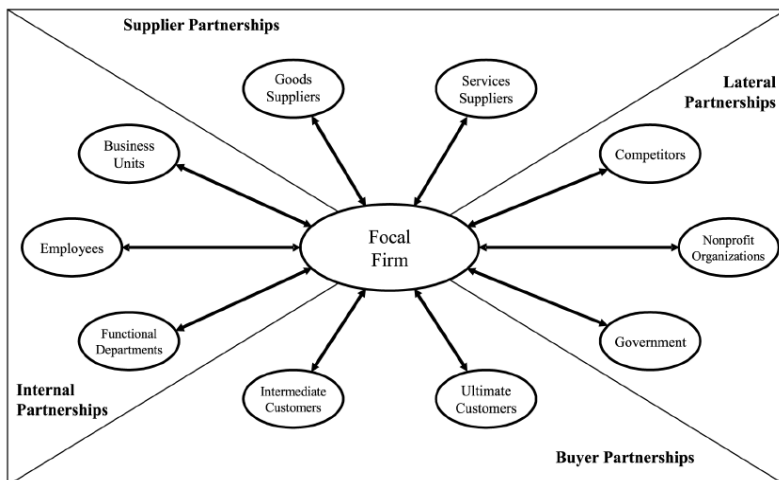 Supplier Partnerships
Goods
Suppliers
Services
Suppliers
Lateral
Partnerships
Business
Units
Competitors
Employees
Focal
Firm
Nonprofit
Organizations
Functional
Departments
Government
Internal
Partnerships
Intermediate
Customers
Ultimate
Customers
Buyer Partnerships